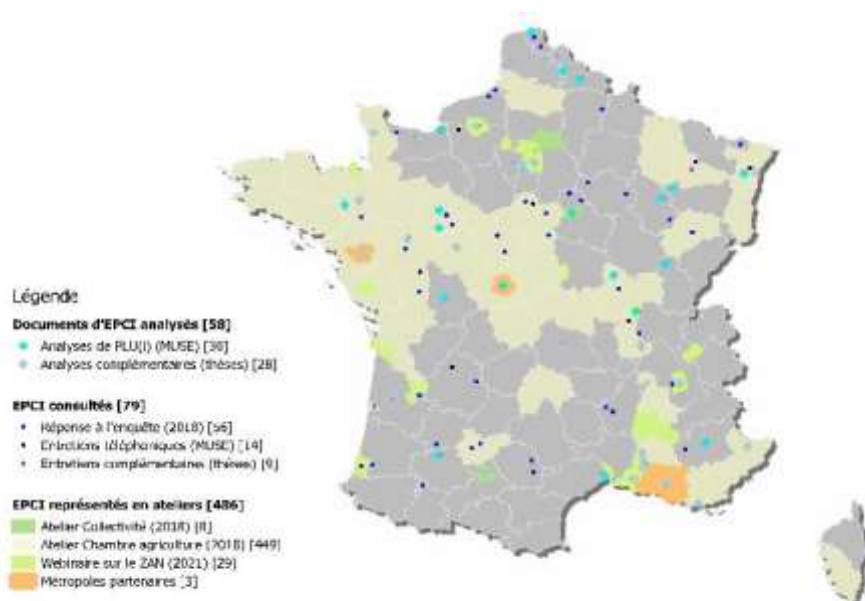 Légende
Documents d'EPCI analysés [58]
Analyses de PLU(i) (MUSE) [30]
Analyses complémentaires (thèses) [28]
EPCI consultés [79]
Réponse à l'enquête (2018) [56]
Entretiens téléphoniques (MUSE) [14]
Entretiens complémentaires (thèses) [9]
EPCI représentés en ateliers [486]
Atelier Collectivité (2018) [8]
Atelier Chambre agriculture (2018) [449]
Webinaire sur le ZAN (2021) [29]
Métropoles partenaires [3]